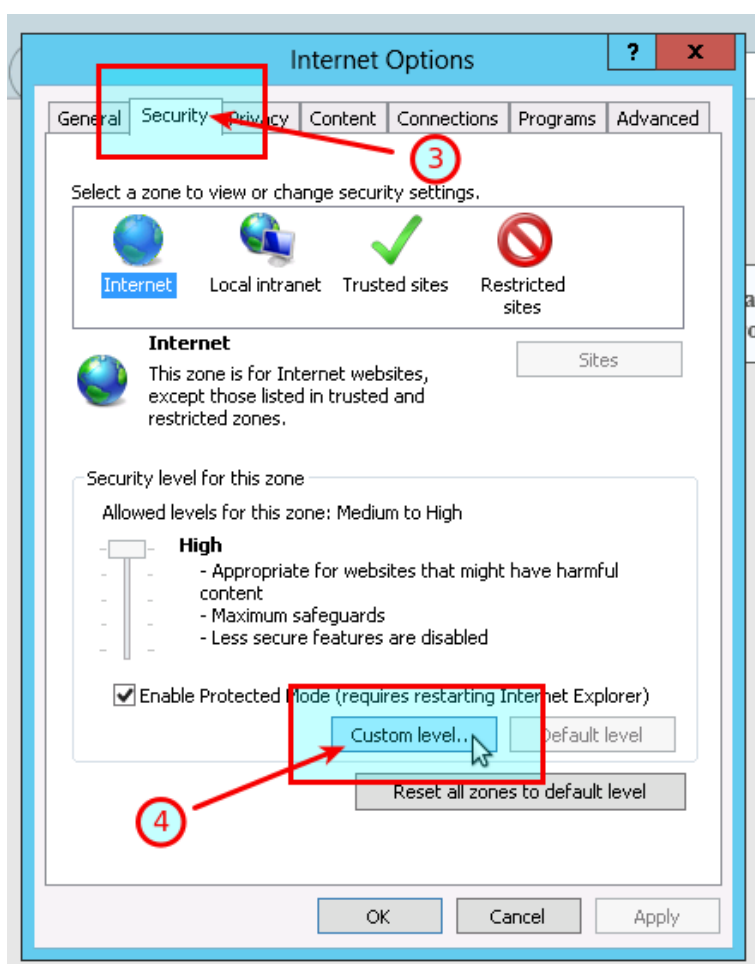 Internet Options
? x
General Security Privacy Content Connections Programs Advanced
3
Select a zone to view or change security settings.
Internet Local intranet Trusted sites Restricted
sites
Internet
Sites
This zone is for Internet websites,
except those listed in trusted and
restricted zones.
Security level for this zone
Allowed levels for this zone: Medium to High
High
- Appropriate for websites that might have harmful
content
- Maximum safeguards
- Less secure features are disabled
Enable Protected Mode (requires restarting Internet Explorer)
Custom level... Default level
4
Reset all zones to default level
OK Cancel Apply